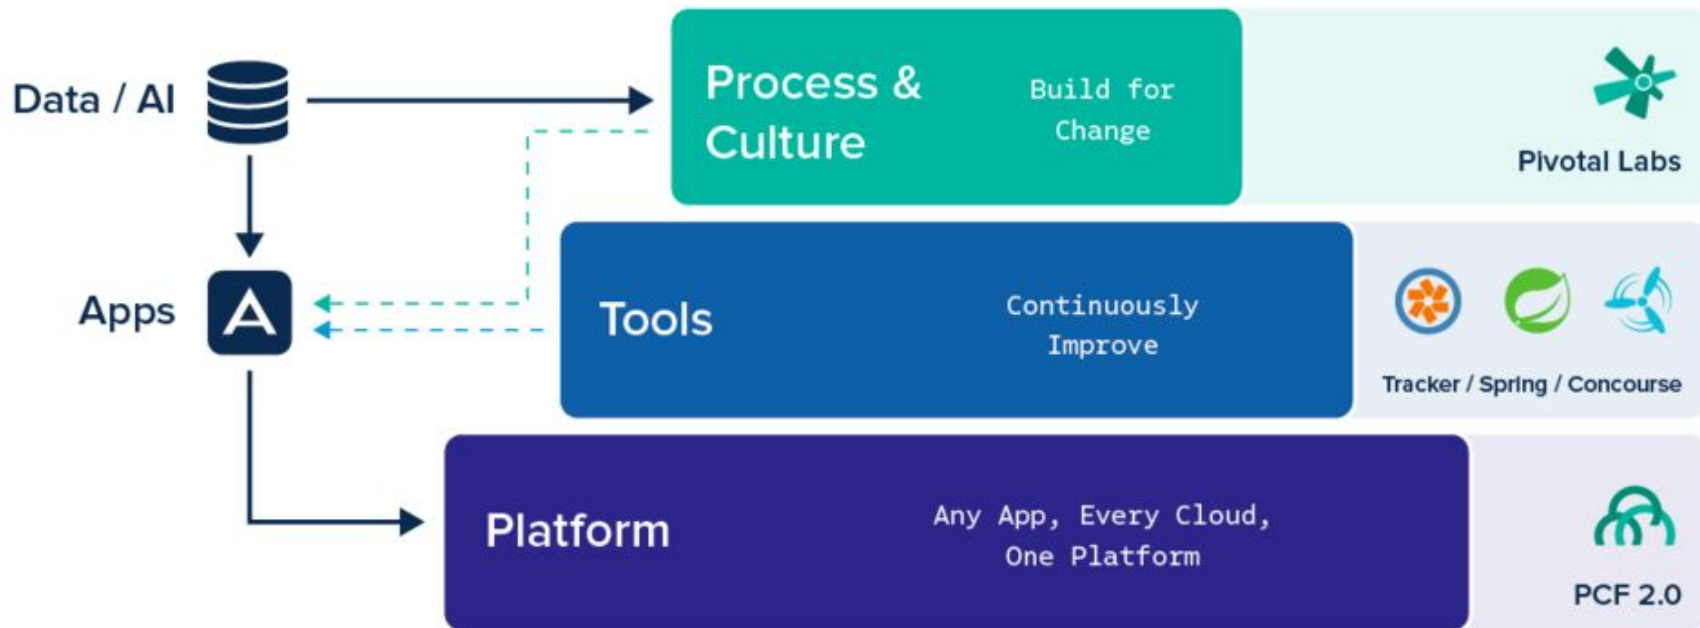 Data / AI
Process &
Culture
Build for
Change
Pivotal Labs
Apps
A
Tools
Continuously
Improve
Tracker / Spring / Concourse
Platform
Any App, Every Cloud,
One Platform
PCF 2.0